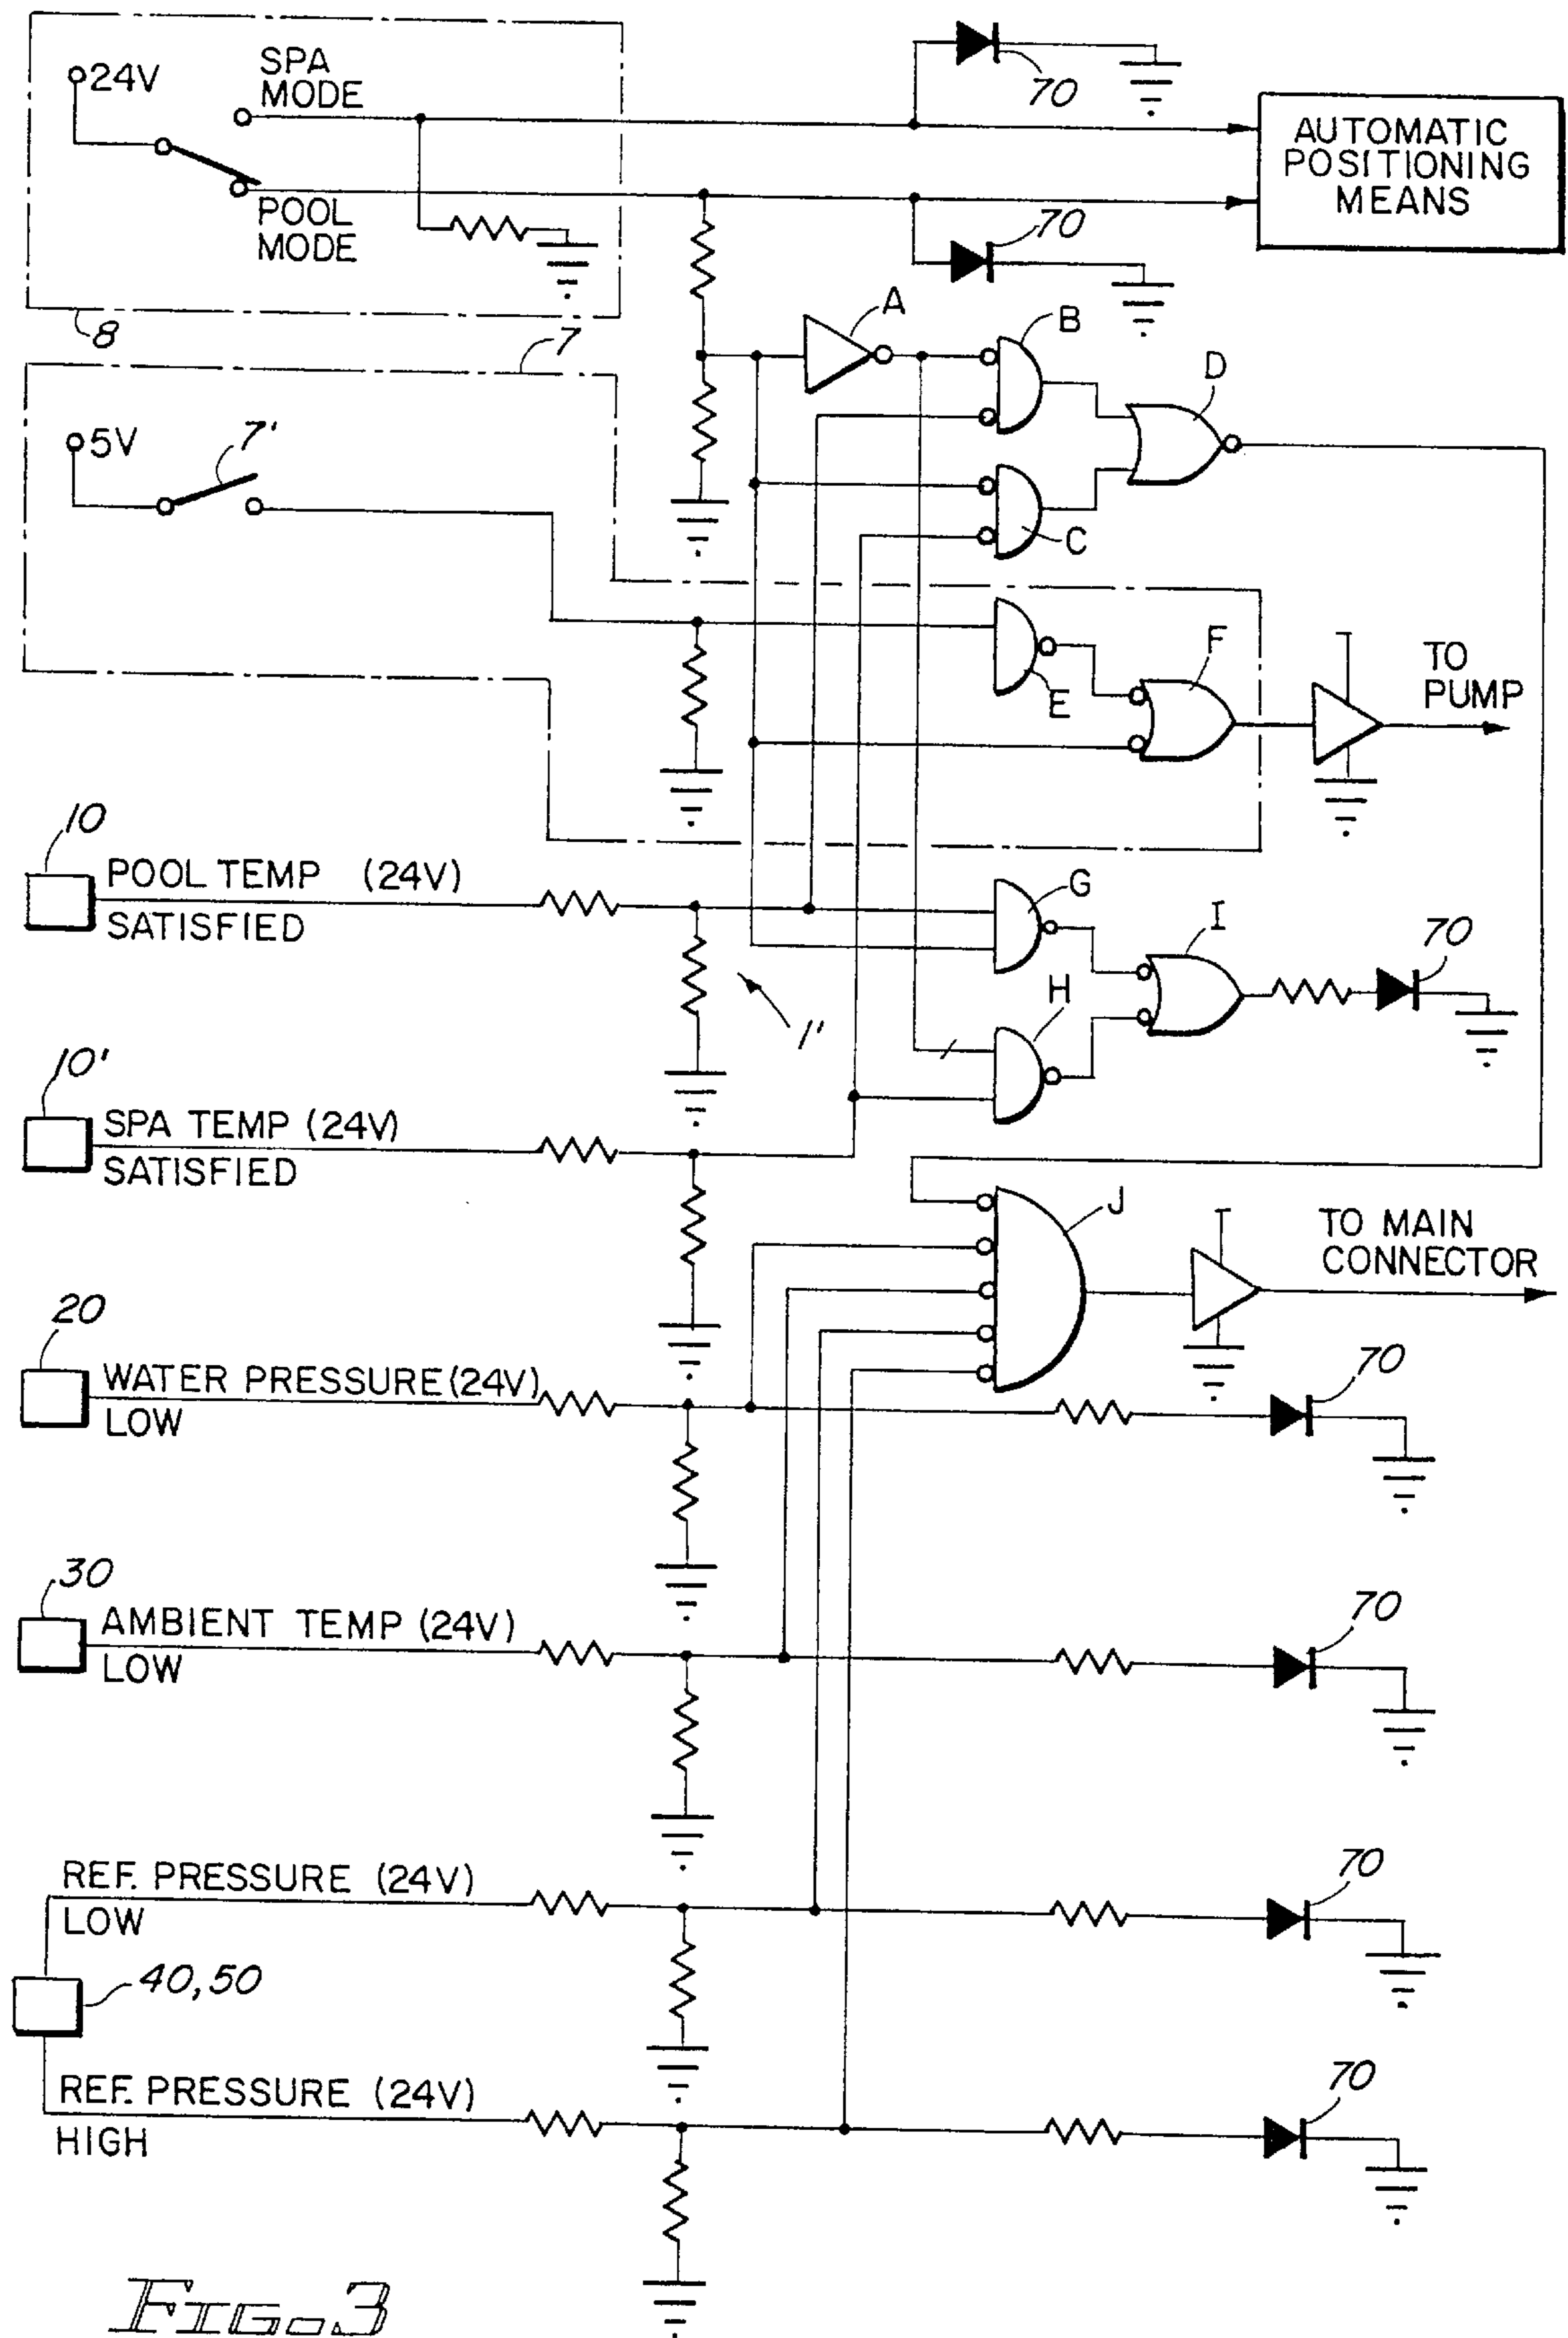 24V
SPA
MODE
70
AUTOMATIC
POSITIONING
MEANS
POOL
MODE
70
8
7
A
B
D
5V
7'
C
E
F
TO
PUMP
10
POOL TEMP (24V)
SATISFIED
G
I
70
H
1'
10'
SPA TEMP (24V)
SATISFIED
J
TO MAIN
CONNECTOR
20
WATER PRESSURE (24V)
LOW
70
30
AMBIENT TEMP (24V)
LOW
70
REF. PRESSURE (24V)
LOW
70
40,50
REF. PRESSURE (24V)
HIGH
70
FIG. 3